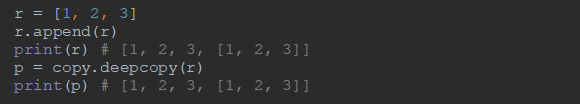 r = [1, 2, 3]
r.append(r)
print(r) # [1, 2, 3, [1, 2, 3]]
p = copy.deepcopy(r)
print(p) # [1, 2, 3, [1, 2, 3]]